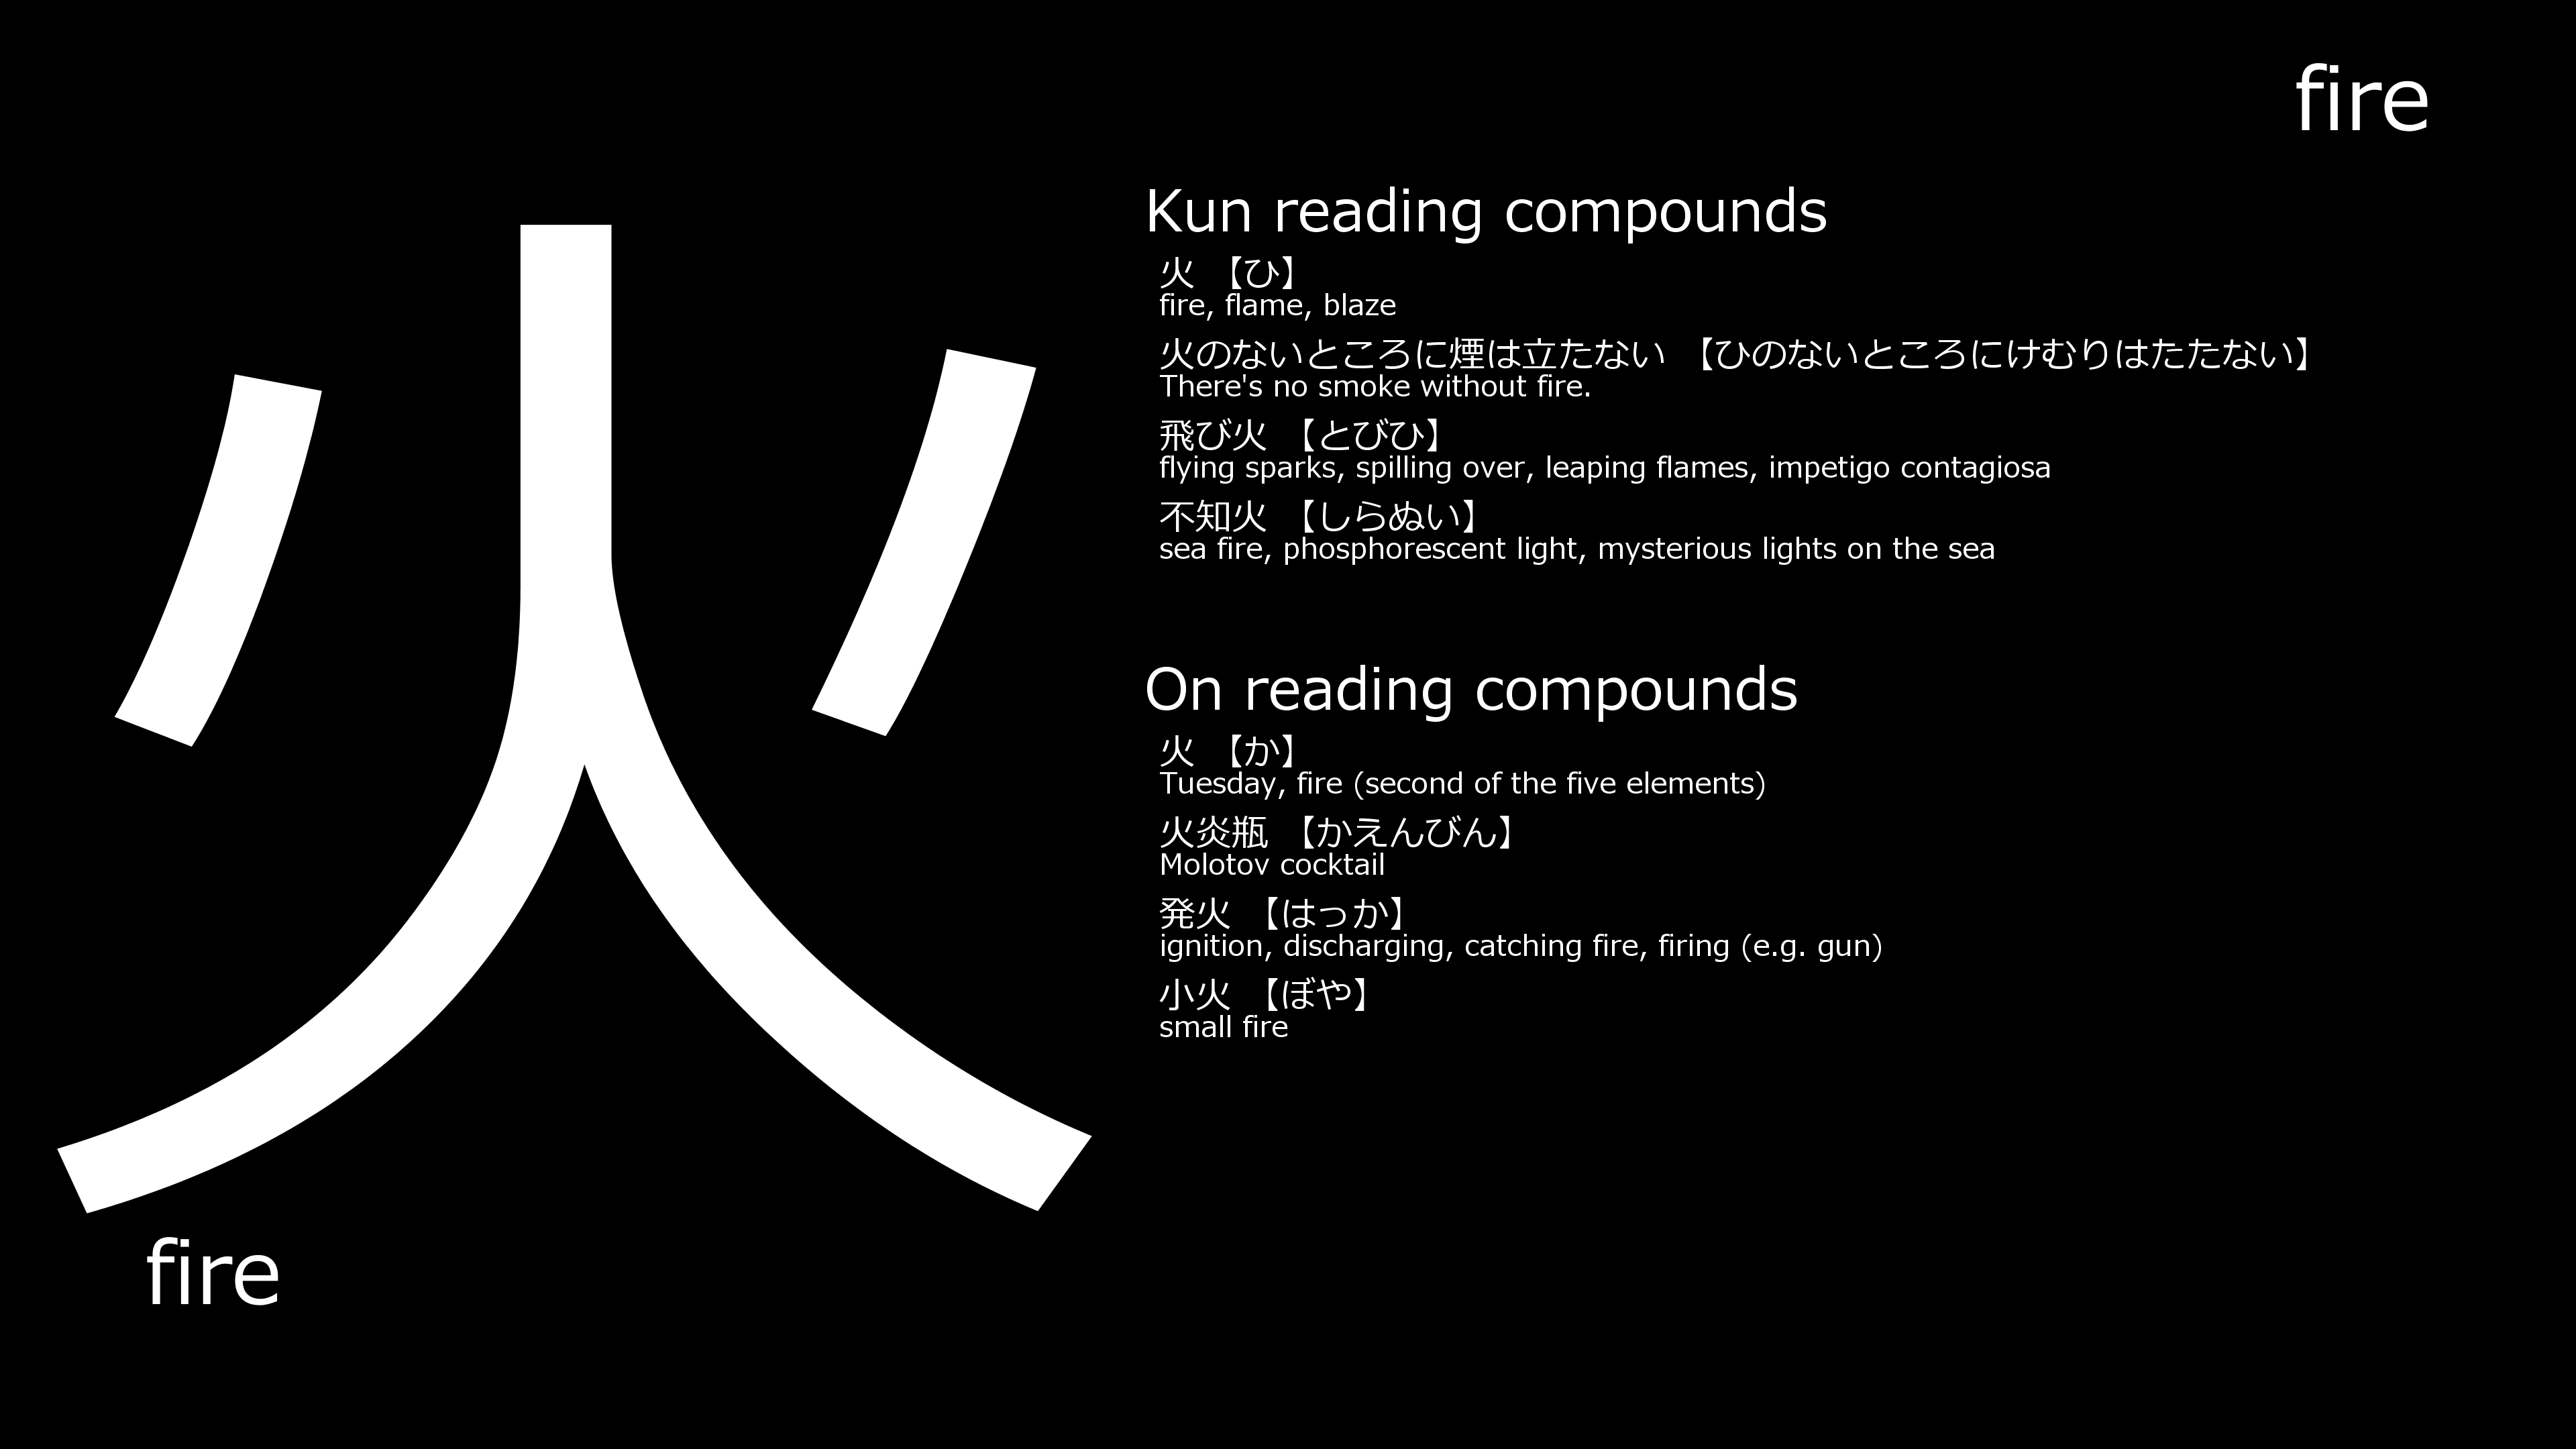 fire
火
fire
Kun reading compounds
火 【ひ】
fire, flame, blaze
火のないところに煙は立たない 【ひのないところにけむりはたたない】
There's no smoke without fire.
飛び火 【とびひ】
flying sparks, spilling over, leaping flames, impetigo contagiosa
不知火 【しらぬい】
sea fire, phosphorescent light, mysterious lights on the sea
On reading compounds
火 【か】
Tuesday, fire (second of the five elements)
火炎瓶 【かえんびん】
Molotov cocktail
発火 【はっか】
ignition, discharging, catching fire, firing (e.g. gun)
小火 【ぼや】
small fire